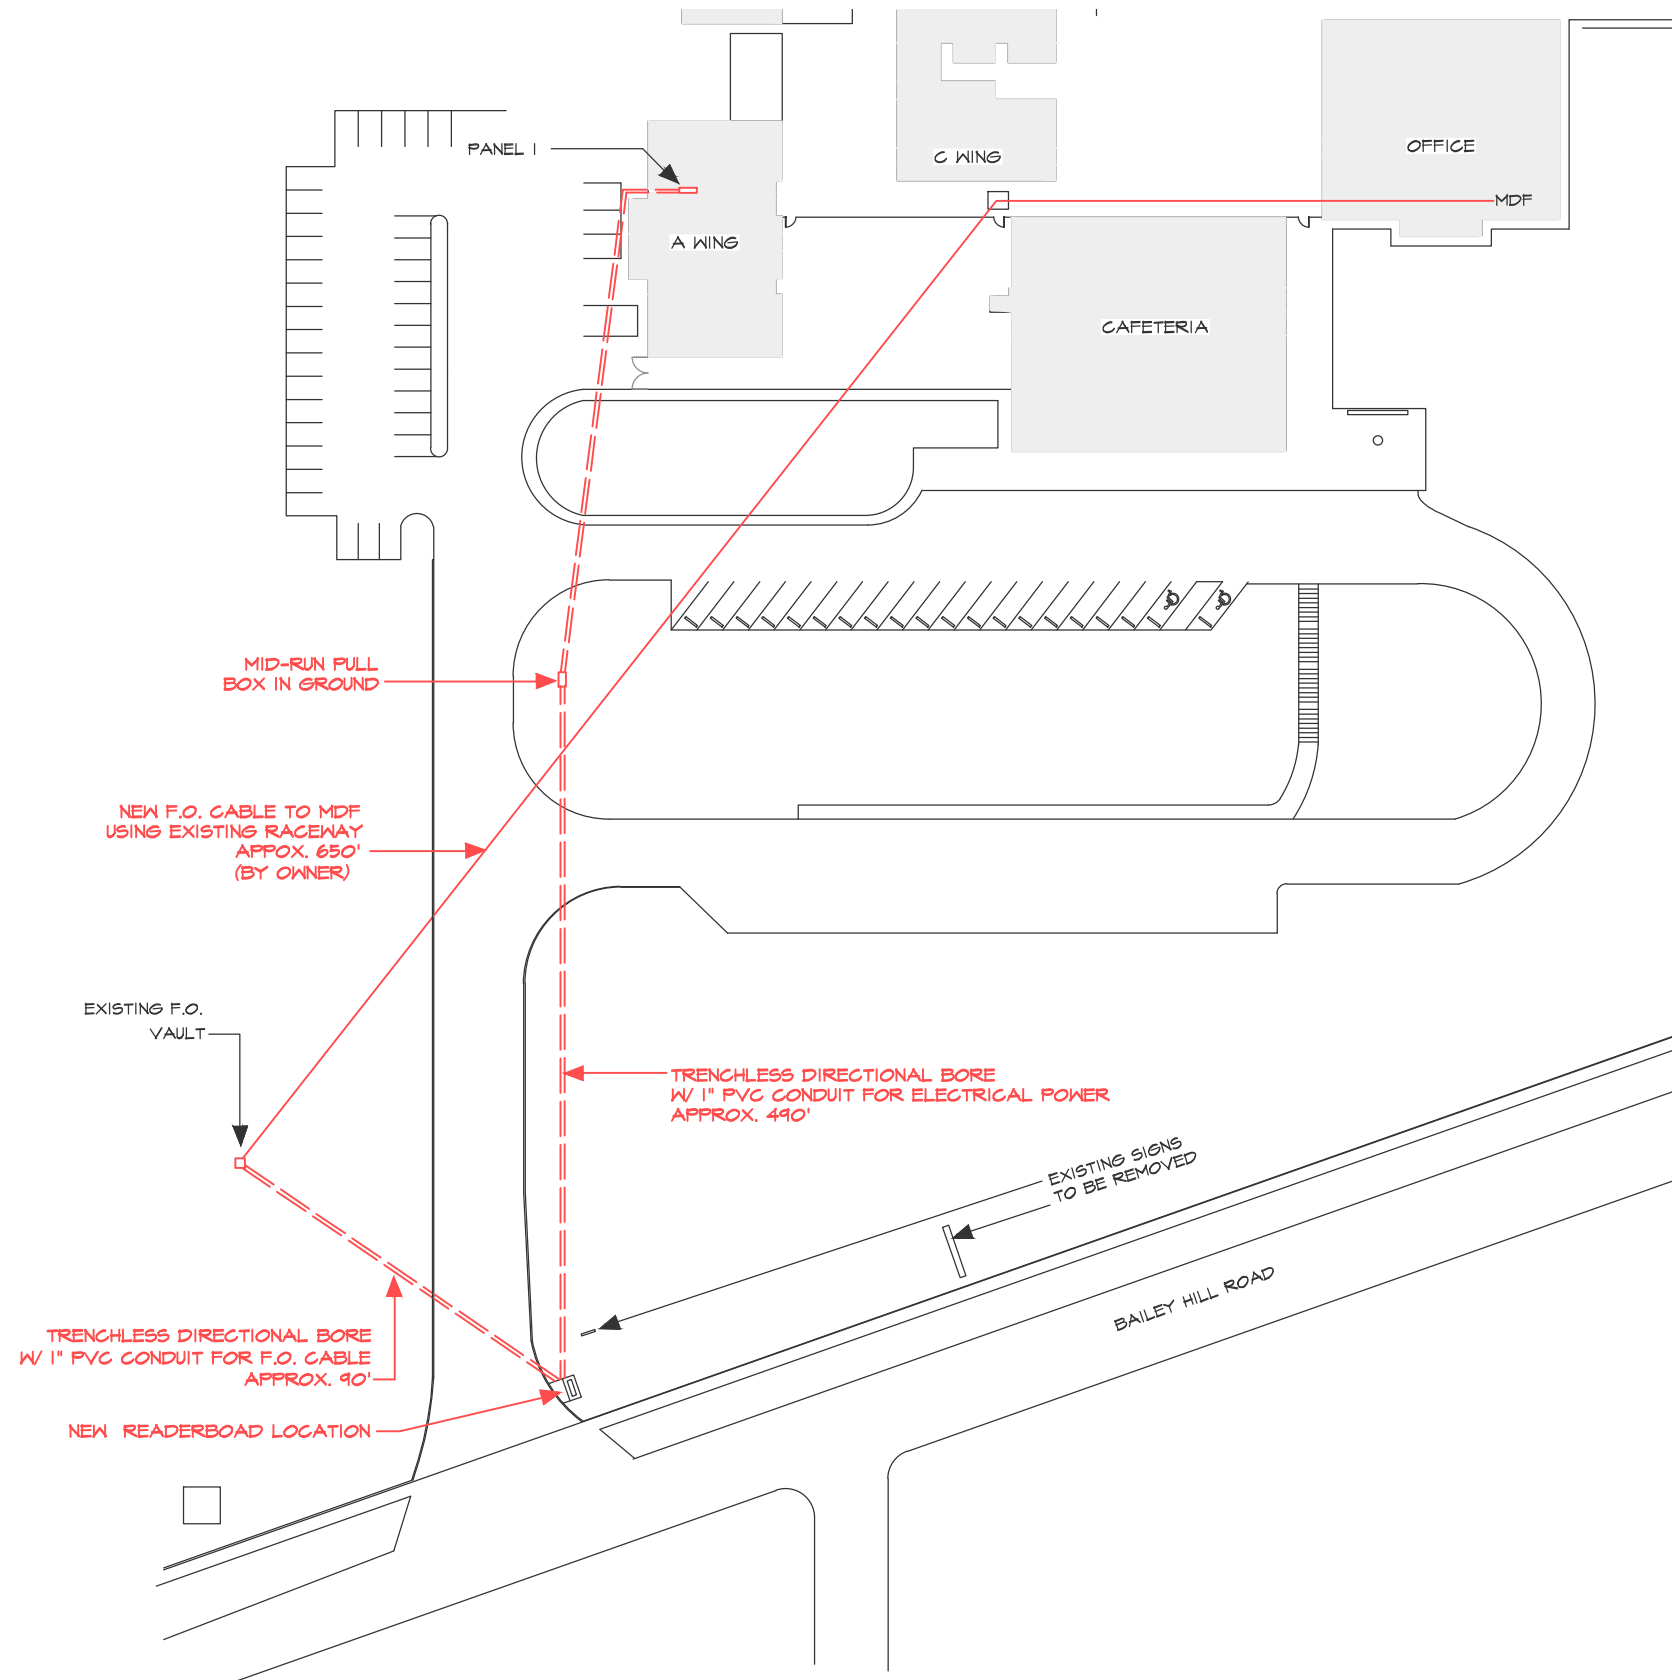 PANEL 1
C WING
OFFICE
MDF
A WING
CAFETERIA
MID-RUN PULL
BOX IN GROUND
NEW F.O. CABLE TO MDF
USING EXISTING RACEWAY
APPOX. 650'
(BY OWNER)
EXISTING F.O.
VAULT
TRENCHLESS DIRECTIONAL BORE
W/ 1" PVC CONDUIT FOR ELECTRICAL POWER
APPROX. 490'
EXISTING SIGNS
TO BE REMOVED
BAILEY HILL ROAD
TRENCHLESS DIRECTIONAL BORE
W/ 1" PVC CONDUIT FOR F.O. CABLE
APPROX. 90'
NEW READERBOAD LOCATION